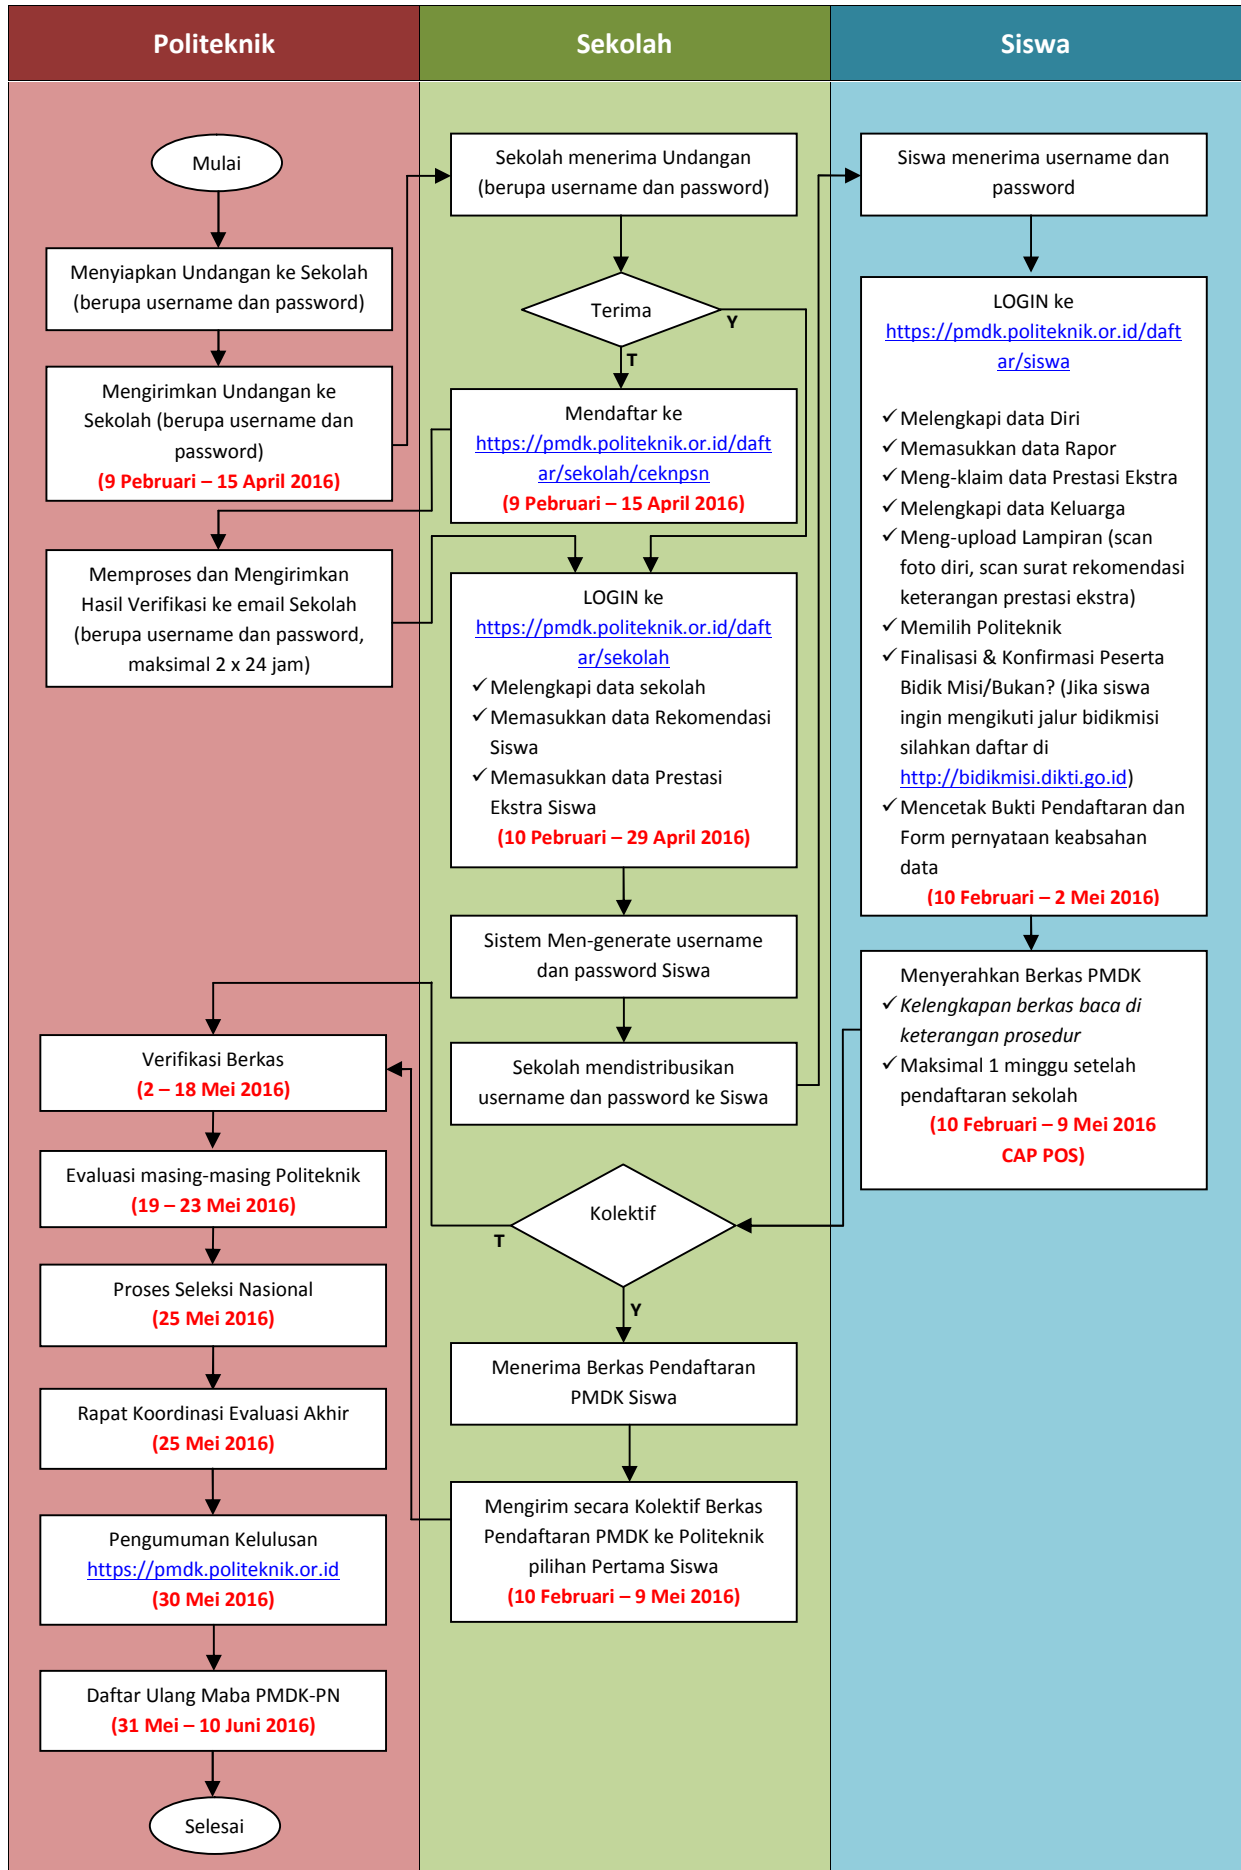 Politeknik
Sekolah
Siswa
Mulai
Menyiapkan Undangan ke Sekolah
(berupa username dan password)
Mengirimkan Undangan ke
Sekolah (berupa username dan
password)
(9 Pebruari – 15 April 2016)
Memproses dan Mengirimkan
Hasil Verifikasi ke email Sekolah
(berupa username dan password,
maksimal 2 x 24 jam)
Verifikasi Berkas
(2 – 18 Mei 2016)
Evaluasi masing-masing Politeknik
(19 – 23 Mei 2016)
Proses Seleksi Nasional
(25 Mei 2016)
Rapat Koordinasi Evaluasi Akhir
(25 Mei 2016)
Pengumuman Kelulusan
https://pmdk.politeknik.or.id
(30 Mei 2016)
Daftar Ulang Maba PMDK-PN
(31 Mei – 10 Juni 2016)
Selesai
Sekolah menerima Undangan
(berupa username dan password)
Terima
Y
T
Mendaftar ke
https://pmdk.politeknik.or.id/daft
ar/sekolah/ceknpsn
(9 Pebruari – 15 April 2016)
LOGIN ke
https://pmdk.politeknik.or.id/daft
ar/sekolah
✓ Melengkapi data sekolah
✓ Memasukkan data Rekomendasi
Siswa
✓ Memasukkan data Prestasi
Ekstra Siswa
(10 Pebruari – 29 April 2016)
Sistem Men-generate username
dan password Siswa
Sekolah mendistribusikan
username dan password ke Siswa
Kolektif
T
Y
Menerima Berkas Pendaftaran
PMDK Siswa
Mengirim secara Kolektif Berkas
Pendaftaran PMDK ke Politeknik
pilihan Pertama Siswa
(10 Februari – 9 Mei 2016)
Siswa menerima username dan
password
LOGIN ke
https://pmdk.politeknik.or.id/daft
ar/siswa
✓ Melengkapi data Diri
✓ Memasukkan data Rapor
✓ Meng-klaim data Prestasi Ekstra
✓ Melengkapi data Keluarga
✓ Meng-upload Lampiran (scan
foto diri, scan surat rekomendasi
keterangan prestasi ekstra)
✓ Memilih Politeknik
✓ Finalisasi & Konfirmasi Peserta
Bidik Misi/Bukan? (Jika siswa
ingin mengikuti jalur bidikmisi
silahkan daftar di
http://bidikmisi.dikti.go.id)
✓ Mencetak Bukti Pendaftaran dan
Form pernyataan keabsahan
data
(10 Februari – 2 Mei 2016)
Menyerahkan Berkas PMDK
✓ Kelengkapan berkas baca di
keterangan prosedur
✓ Maksimal 1 minggu setelah
pendaftaran sekolah
(10 Februari – 9 Mei 2016
CAP POS)